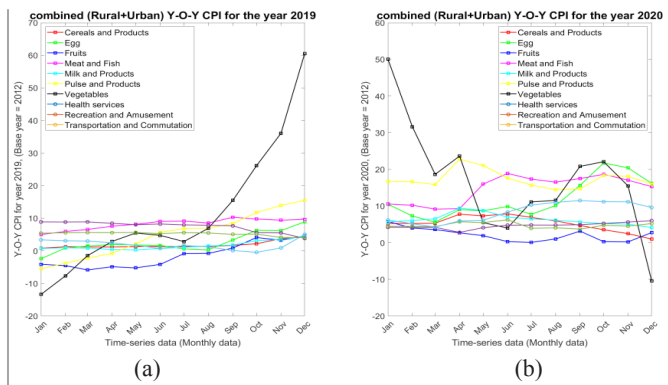 combined (Rural+Urban) Y-O-Y CPI for the year 2019
70
60
50
40
30
20
10
0
-10
-20
Y-O-Y CPI for year 2019, (Base year = 2012)
Cereals and Products
Egg
Fruits
Meat and Fish
Milk and Products
Pulse and Products
Vegetables
Health services
Recreation and Amusement
Transportation and Commutation
Jan Feb Mar Apr May Jun Jul Aug Sep Oct Nov Dec
Time-series data (Monthly data)
(a)
combined (Rural+Urban) Y-O-Y CPI for the year 2020
60
50
40
30
20
10
0
-10
-20
Y-O-Y CPI for year 2020, (Base year = 2012)
Cereals and Products
Egg
Fruits
Meat and Fish
Milk and Products
Pulse and Products
Vegetables
Health services
Recreation and Amusement
Transportation and Commutation
Jan Feb Mar Apr May Jun Jul Aug Sep Oct Nov Dec
Time-series data (Monthly data)
(b)